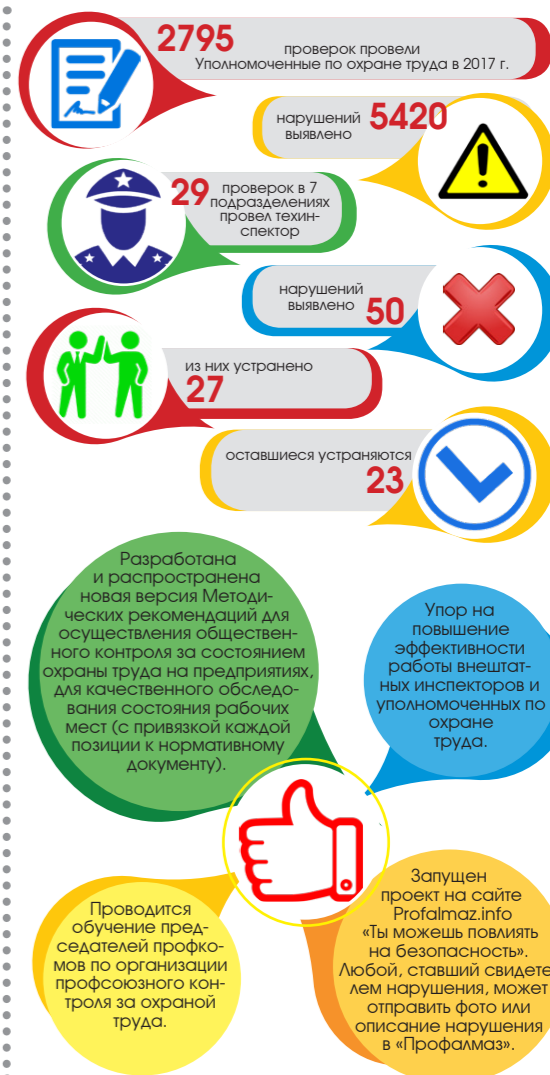 2795
проверок провели
Уполномоченные по охране труда в 2017 г.
нарушений
выявлено 5420
29 проверок в 7
подразделениях
провел техин-
спектор
нарушений
выявлено 50
из них устранено
27
оставшиеся устраняются
23
Разработана
и распространена
новая версия Методи-
ческих рекомендаций для
осуществления обществен-
ного контроля за состоянием
охраны труда на предприятиях,
для качественного обследо-
вания состояния рабочих
мест (с привязкой каждой
позиции к нормативному
документу).
Упор на
повышение
эффективности
работы внештат-
ных инспекторов и
уполномоченных по
охране
труда.
Проводится
обучение пред-
седателей профко-
мов по организации
профсоюзного кон-
троля за охраной
труда.
Запущен
проект на сайте
Profalmaz.info
«Ты можешь повлиять
на безопасность».
Любой, ставший свидете
лем нарушения, может
отправить фото или
описание нарушения
в «Профалмаз».